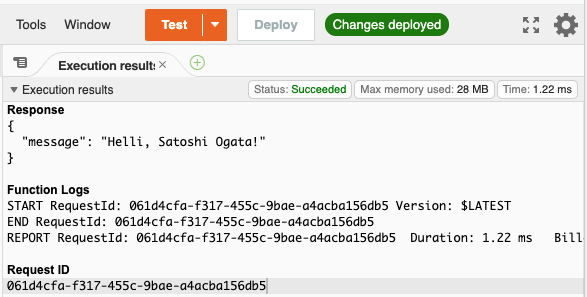 Tools Window Test Deploy Changes deployed
Execution results
Execution results Status: Succeeded Max memory used: 28 MB Time: 1.22 ms
Response
{
"message": "Helli, Satoshi Ogata!"
}
Function Logs
START RequestId: 061d4cfa-f317-455c-9bae-a4acba156db5 Version: $LATEST
END RequestId: 061d4cfa-f317-455c-9bae-a4acba156db5
REPORT RequestId: 061d4cfa-f317-455c-9bae-a4acba156db5 Duration: 1.22 ms Bill
Request ID
061d4cfa-f317-455c-9bae-a4acba156db5